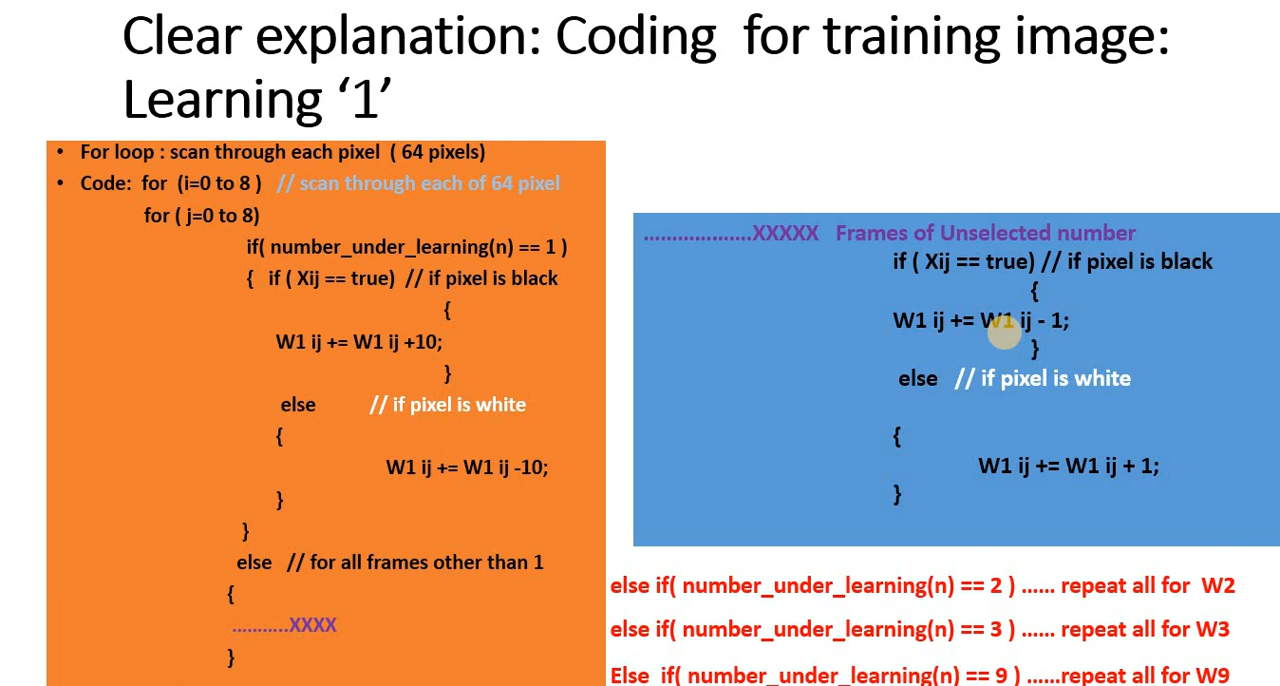 Clear explanation: Coding for training image:
Learning ‘1’
• For loop : scan through each pixel ( 64 pixels)
• Code: for (i=0 to 8 ) // scan through each of 64 pixel
for ( j=0 to 8)
if( number_under_learning(n) == 1 )
{ if ( Xij == true) // if pixel is black
{
W1 ij += W1 ij +10;
}
else // if pixel is white
{
W1 ij += W1 ij -10;
}
}
else // for all frames other than 1
{
...........XXXX
}
....................XXXXX Frames of Unselected number
if ( Xij == true) // if pixel is black
{
W1 ij += W1 ij - 1;
}
else // if pixel is white
{
W1 ij += W1 ij + 1;
}
else if( number_under_learning(n) == 2 ) ...... repeat all for W2
else if( number_under_learning(n) == 3 ) ...... repeat all for W3
Else if( number_under_learning(n) == 9 ) ......repeat all for W9